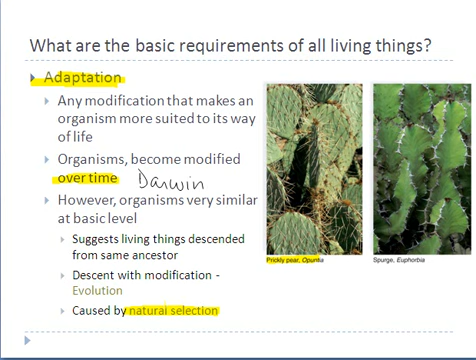 What are the basic requirements of all living things?
Adaptation
Any modification that makes an
organism more suited to its way
of life
Organisms, become modified
over time
Darwin
However, organisms very similar
at basic level
Suggests living things descended
from same ancestor
Descent with modification -
Evolution
Caused by natural selection
Prickly pear, Opuntia
Spurge, Euphorbia